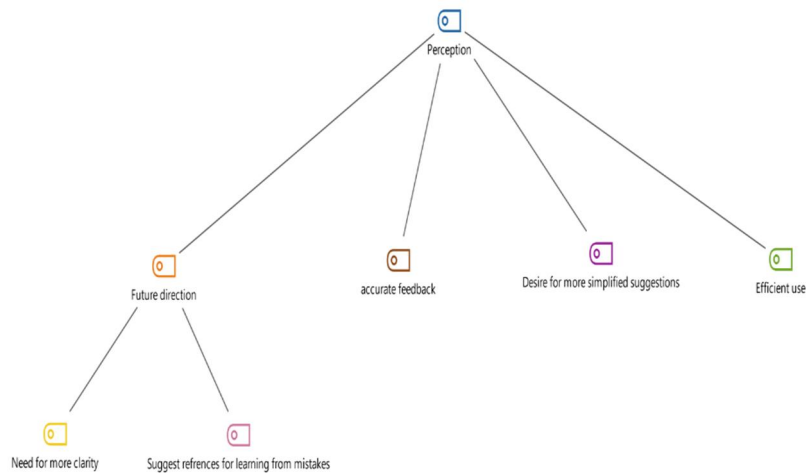 Perception
Future direction
accurate feedback
Desire for more simplified suggestions
Efficient use
Need for more clarity
Suggest refrences for learning from mistakes